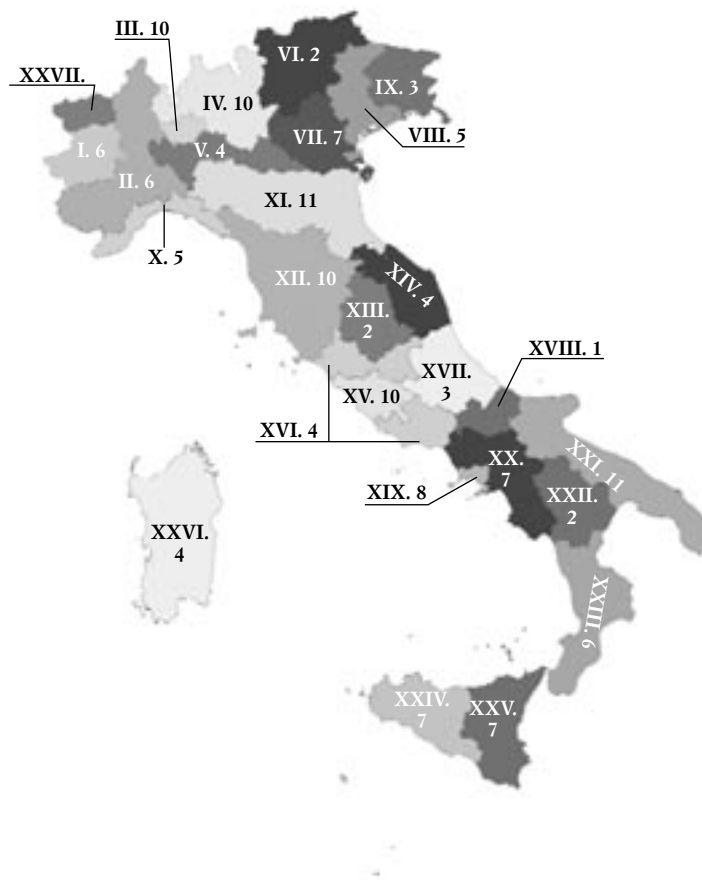 III. 10
VI. 2
XXVII.
IX. 3
IV. 10
VII. 7
VIII. 5
I. 6
V. 4
II. 6
XI. 11
X. 5
XII. 10
XIV. 4
XIII.
2
XVIII. 1
XVII.
3
XV. 10
XVI. 4
XX.
7
XXI. 11
XIX. 8
XXII.
2
XXVI.
4
XXIII. 6
XXIV.
7
XXV.
7